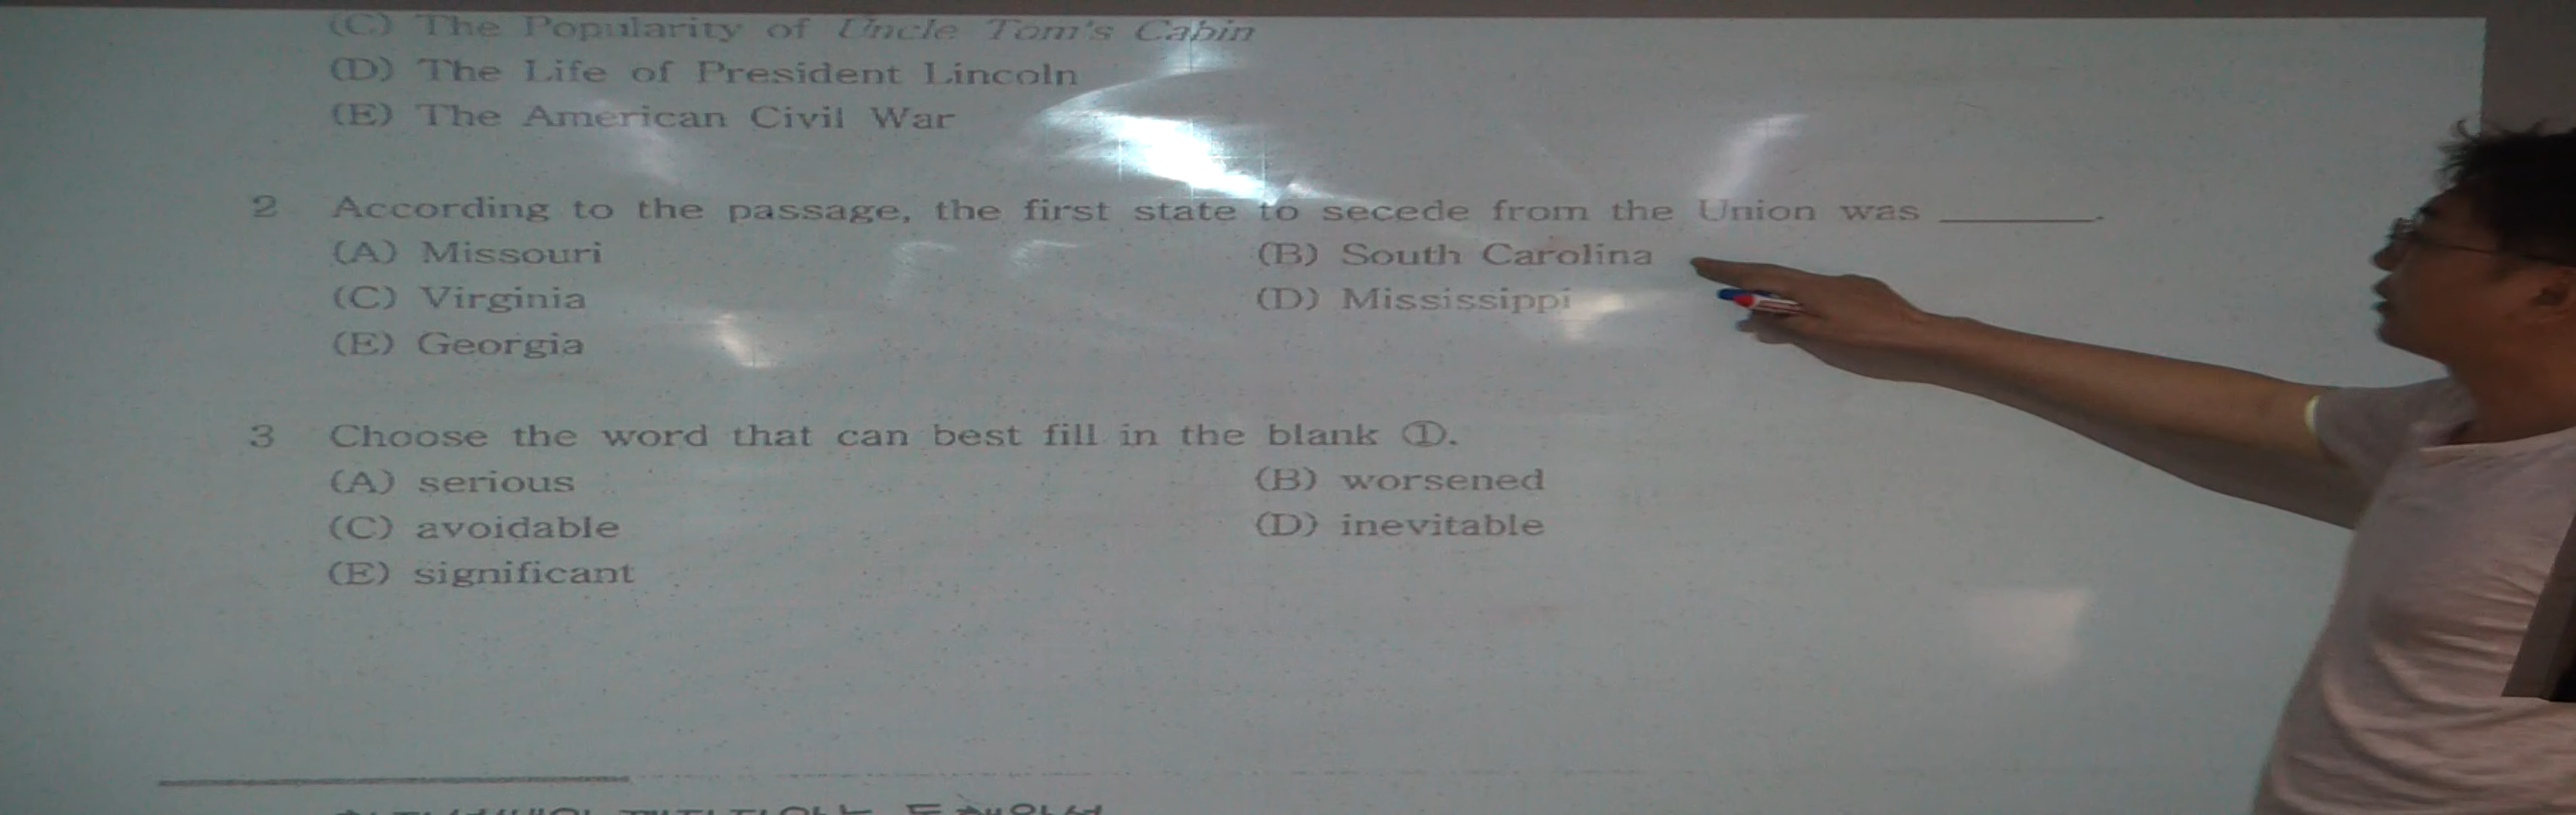 (C) The Popularity of Uncle Tom's Cabin
(D) The Life of President Lincoln
(E) The American Civil War
2 According to the passage, the first state to secede from the Union was ________.
(A) Missouri (B) South Carolina
(C) Virginia (D) Mississippi
(E) Georgia
3 Choose the word that can best fill in the blank ①.
(A) serious (B) worsened
(C) avoidable (D) inevitable
(E) significant